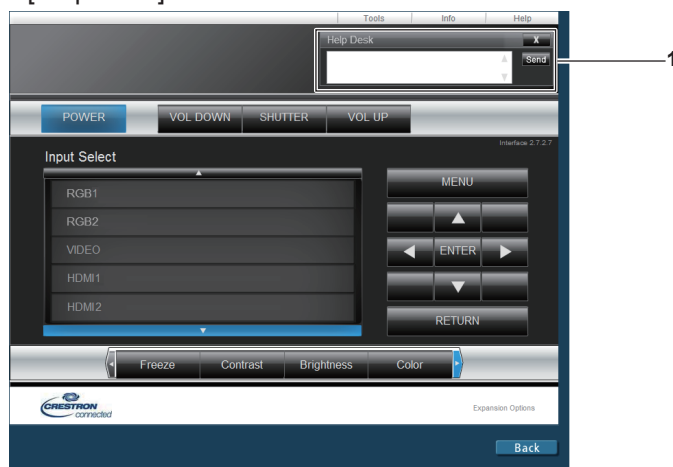 Tools Info Help
Help Desk X
Send
1
POWER VOL DOWN SHUTTER VOL UP
Interface 2.7.2.7
Input Select
MENU
RGB1
RGB2
VIDEO
ENTER
HDMI1
HDMI2
RETURN
Freeze Contrast Brightness Color
CRESTRON
connected
Expansion Options
Back